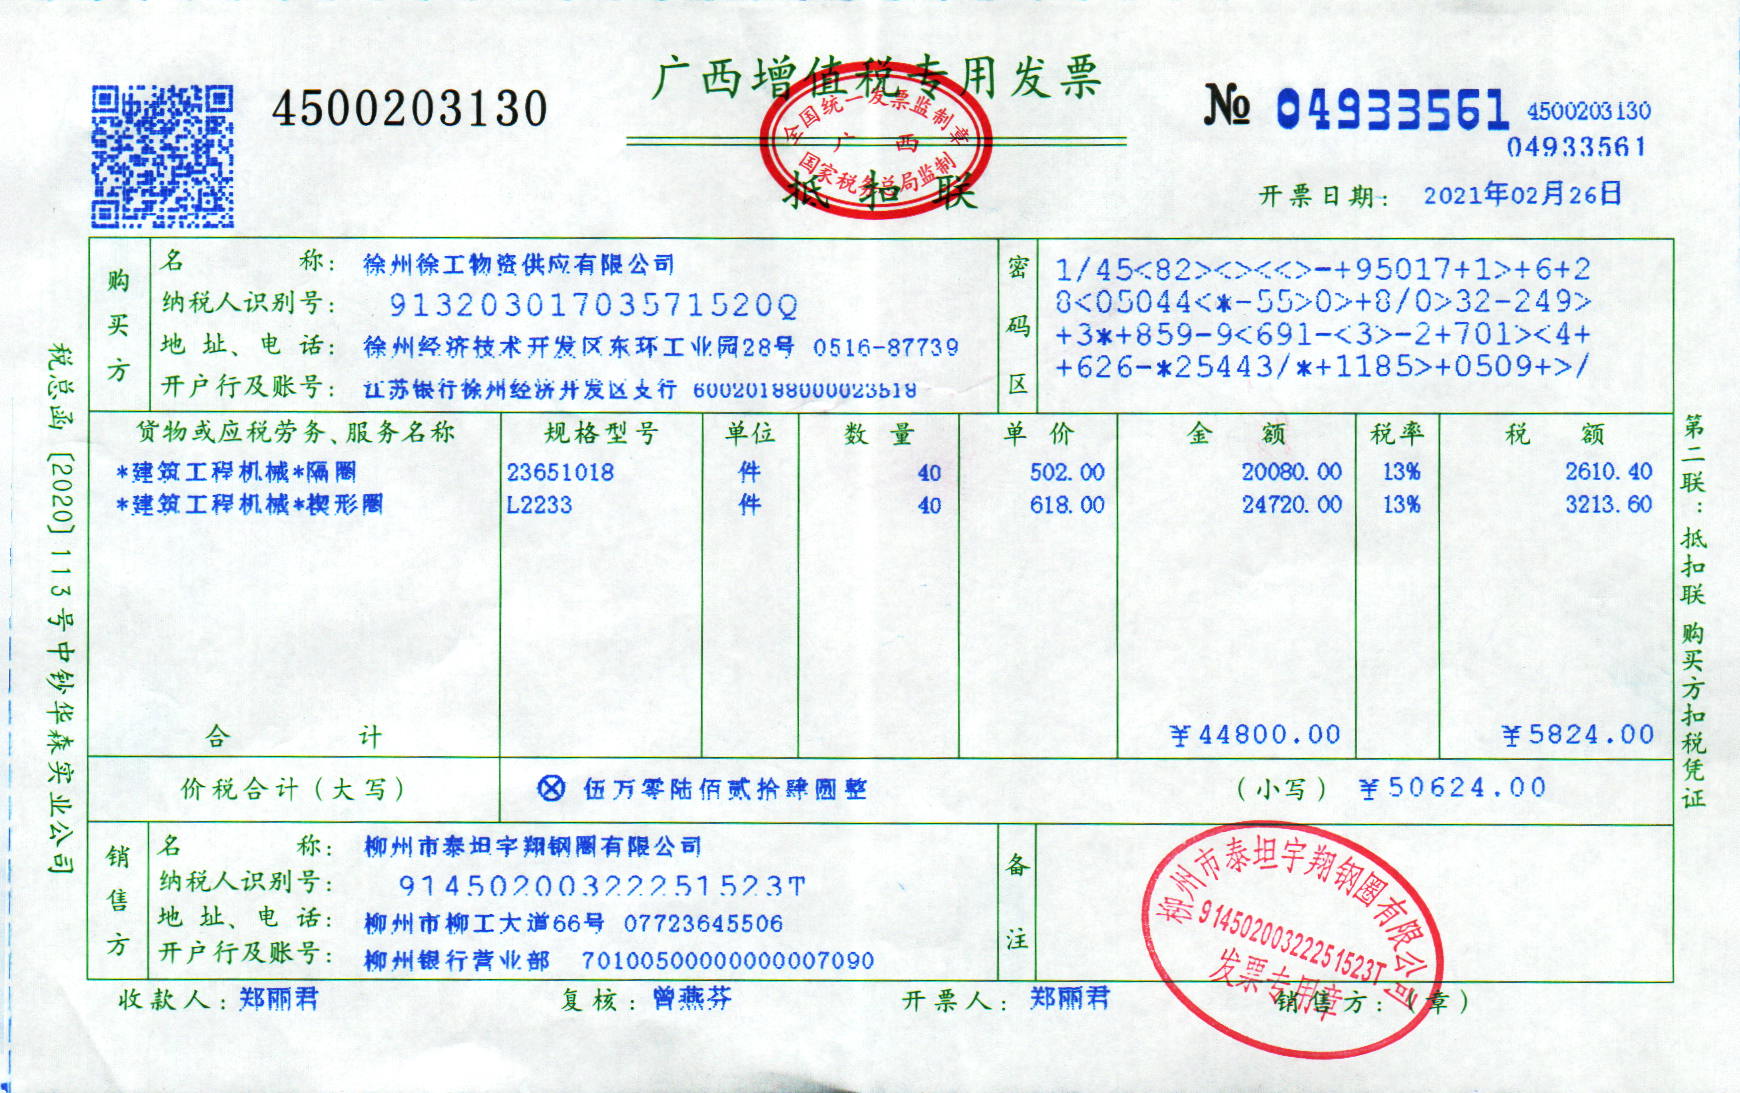 广西增值税专用发票
抵扣联
全国统一发票监制章
广 西
国家税务总局监制
4500203130
№ 04933561
4500203130
04933561
开票日期: 2021年02月26日
购买方
名 称: 徐州徐工物资供应有限公司
纳税人识别号: 91320301703571520Q
地 址、电 话: 徐州经济技术开发区东环工业园28号 0516-87739
开户行及账号: 江苏银行徐州经济开发区支行 60020188000023518
密码区
1/45<82><><<>-+95017+1>+6+2
8<05044<*-55>0>+8/0>32-249>
+3*+859-9<691-<3>-2+701><4+
+626-*25443/*+1185>+0509+>/
货物或应税劳务、服务名称 规格型号 单位 数 量 单 价 金 额 税率 税 额
*建筑工程机械*隔圈 23651018 件 40 502.00 20080.00 13% 2610.40
*建筑工程机械*楔形圈 L2233 件 40 618.00 24720.00 13% 3213.60
合 计 ¥44800.00 ¥5824.00
价税合计(大写) ⊗ 伍万零陆佰贰拾肆圆整 (小写) ¥50624.00
销售方
名 称: 柳州市泰坦宇翔钢圈有限公司
纳税人识别号: 91450200322251523T
地 址、电 话: 柳州市柳工大道66号 07723645506
开户行及账号: 柳州银行营业部 70100500000000007090
备注
柳州市泰坦宇翔钢圈有限公司
91450200322251523T
发票专用章
收款人: 郑丽君 复核: 曾燕芬 开票人: 郑丽君 销售方:(章)
税总函[2020]113号中钞华森实业公司
第二联:抵扣联 购买方扣税凭证